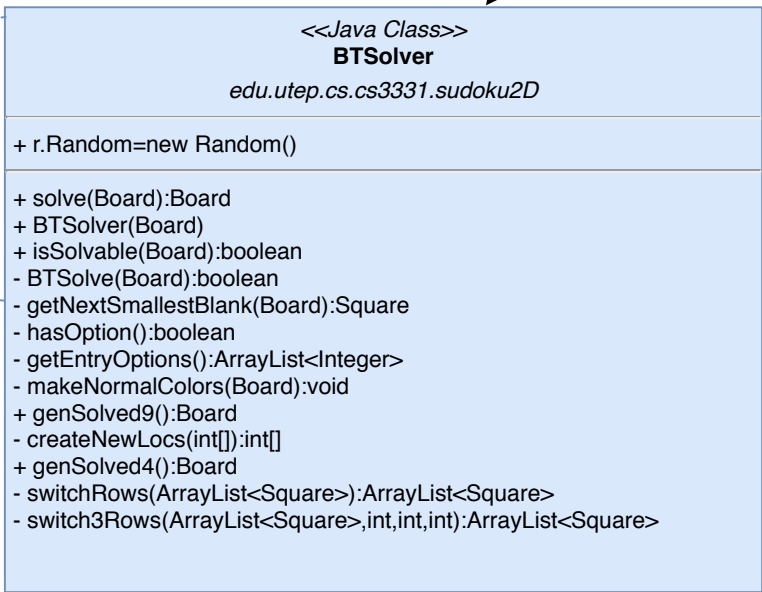 <<Java Class>>
BTSolver
edu.utep.cs.cs3331.sudoku2D
+ r.Random=new Random()
+ solve(Board):Board
+ BTSolver(Board)
+ isSolvable(Board):boolean
- BTSolve(Board):boolean
- getNextSmallestBlank(Board):Square
- hasOption():boolean
- getEntryOptions():ArrayList<Integer>
- makeNormalColors(Board):void
+ genSolved9():Board
- createNewLocs(int[]):int[]
+ genSolved4():Board
- switchRows(ArrayList<Square>):ArrayList<Square>
- switch3Rows(ArrayList<Square>,int,int,int):ArrayList<Square>